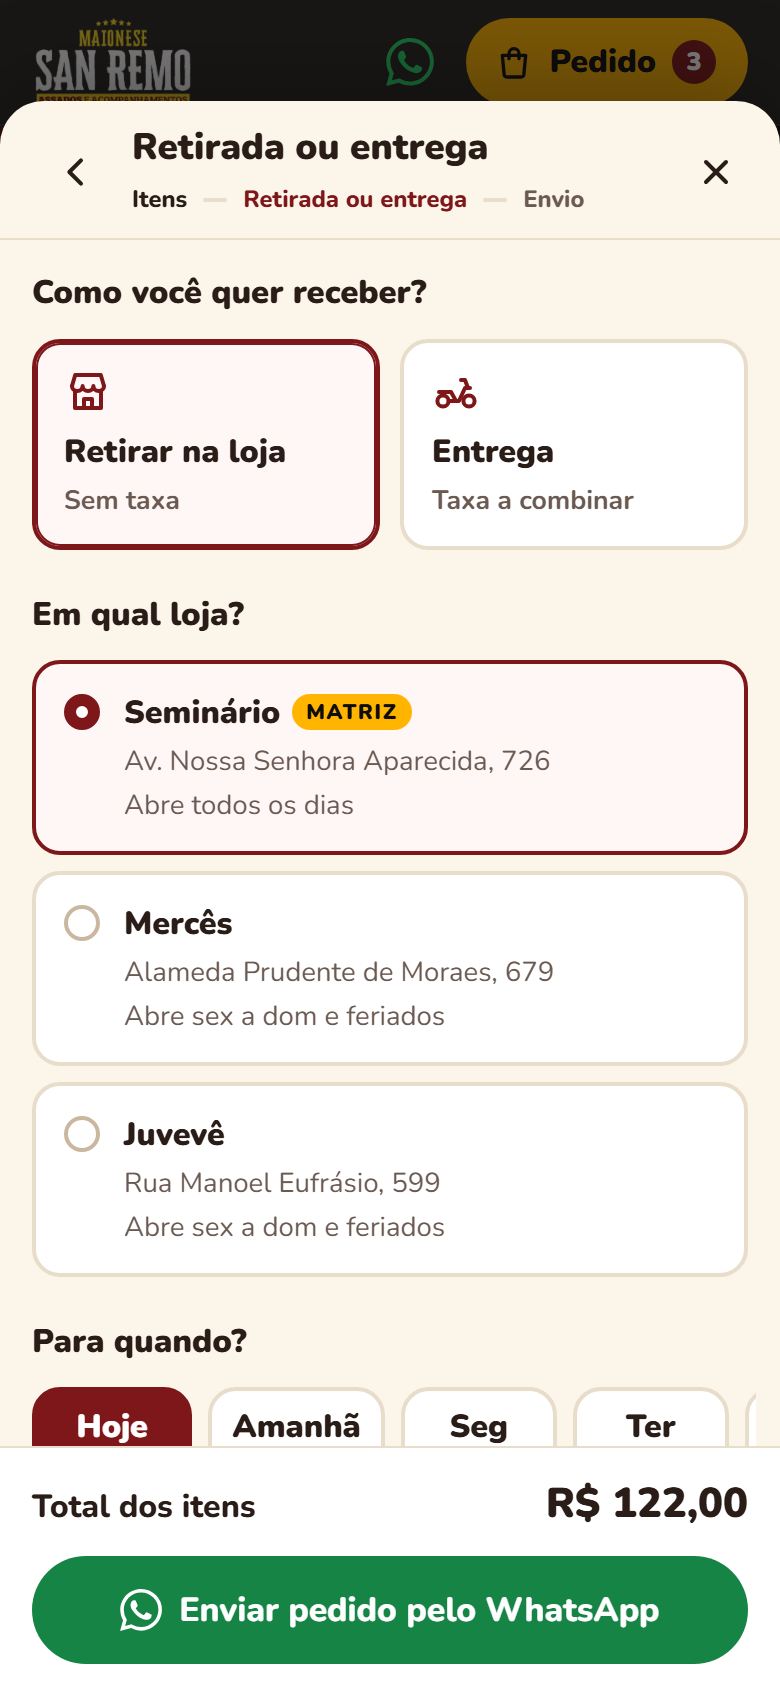 MAIONESE
SAN REMO
ASSADOS E ACOMPANHAMENTOS
Pedido 3
Retirada ou entrega
Itens — Retirada ou entrega — Envio
Como você quer receber?
Retirar na loja
Sem taxa
Entrega
Taxa a combinar
Em qual loja?
Seminário MATRIZ
Av. Nossa Senhora Aparecida, 726
Abre todos os dias
Mercês
Alameda Prudente de Moraes, 679
Abre sex a dom e feriados
Juvevê
Rua Manoel Eufrásio, 599
Abre sex a dom e feriados
Para quando?
Hoje Amanhã Seg Ter
Total dos itens R$ 122,00
Enviar pedido pelo WhatsApp